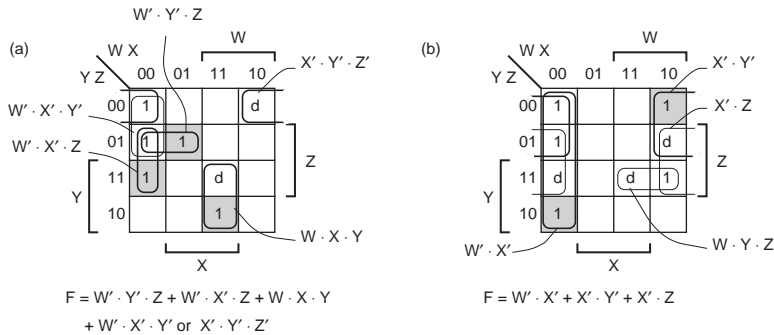 W′ · Y′ · Z
(a) W X W X′ · Y′ · Z′
00 01 11 10
Y Z
W′ · X′ · Y′ 00 1 d
W′ · X′ · Z 01 1 1 Z
Y 11 1 d
10 1
W · X · Y
X
F = W′ · Y′ · Z + W′ · X′ · Z + W · X · Y
+ W′ · X′ · Y′ or X′ · Y′ · Z′
(b) W X W X′ · Y′
00 01 11 10
Y Z
00 1 1 X′ · Z
01 1 d Z
Y 11 d d 1
10 1
W′ · X′ W · Y · Z
X
F = W′ · X′ + X′ · Y′ + X′ · Z